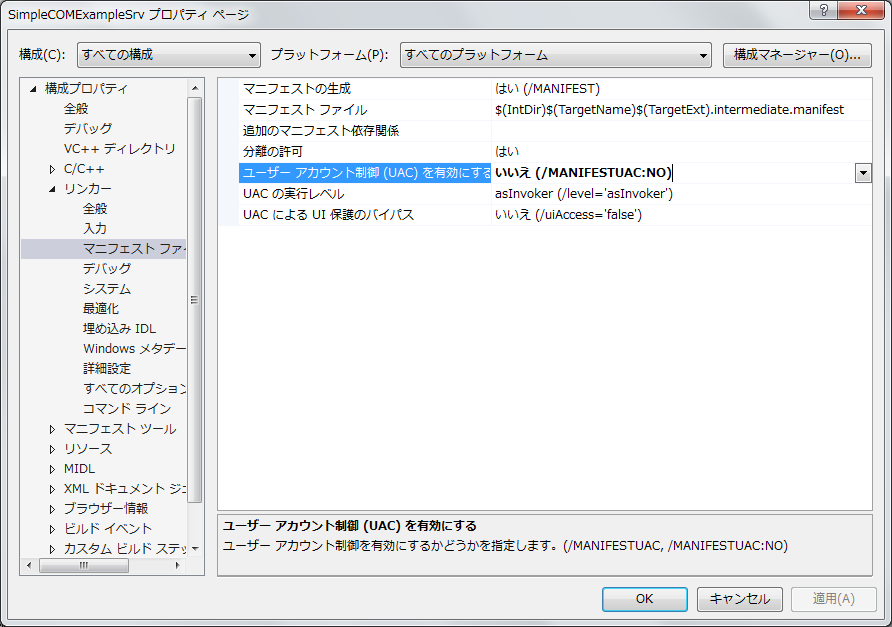 SimpleCOMExampleSrv プロパティ ページ
構成(C): すべての構成 プラットフォーム(P): すべてのプラットフォーム 構成マネージャー(O)...
構成プロパティ
全般
デバッグ
VC++ ディレクトリ
C/C++
リンカー
全般
入力
マニフェスト ファイ
デバッグ
システム
最適化
埋め込み IDL
Windows メタデー
詳細設定
すべてのオプション
コマンド ライン
マニフェスト ツール
リソース
MIDL
XML ドキュメント ジェ
ブラウザー情報
ビルド イベント
カスタム ビルド ステッ
マニフェストの生成 はい (/MANIFEST)
マニフェスト ファイル $(IntDir)$(TargetName)$(TargetExt).intermediate.manifest
追加のマニフェスト依存関係
分離の許可 はい
ユーザー アカウント制御 (UAC) を有効にする いいえ (/MANIFESTUAC:NO)
UAC の実行レベル asInvoker (/level='asInvoker')
UAC による UI 保護のバイパス いいえ (/uiAccess='false')
ユーザー アカウント制御 (UAC) を有効にする
ユーザー アカウント制御を有効にするかどうかを指定します。(/MANIFESTUAC, /MANIFESTUAC:NO)
OK キャンセル 適用(A)